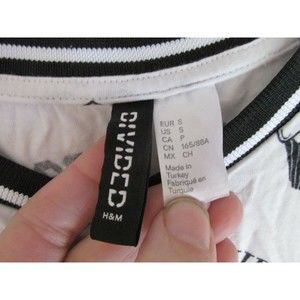 DIVIDED
H&M
EUR S
US S
CA P
CN 165/88A
MX CH
Made in
Turkey
Fabriqué en
Turquie